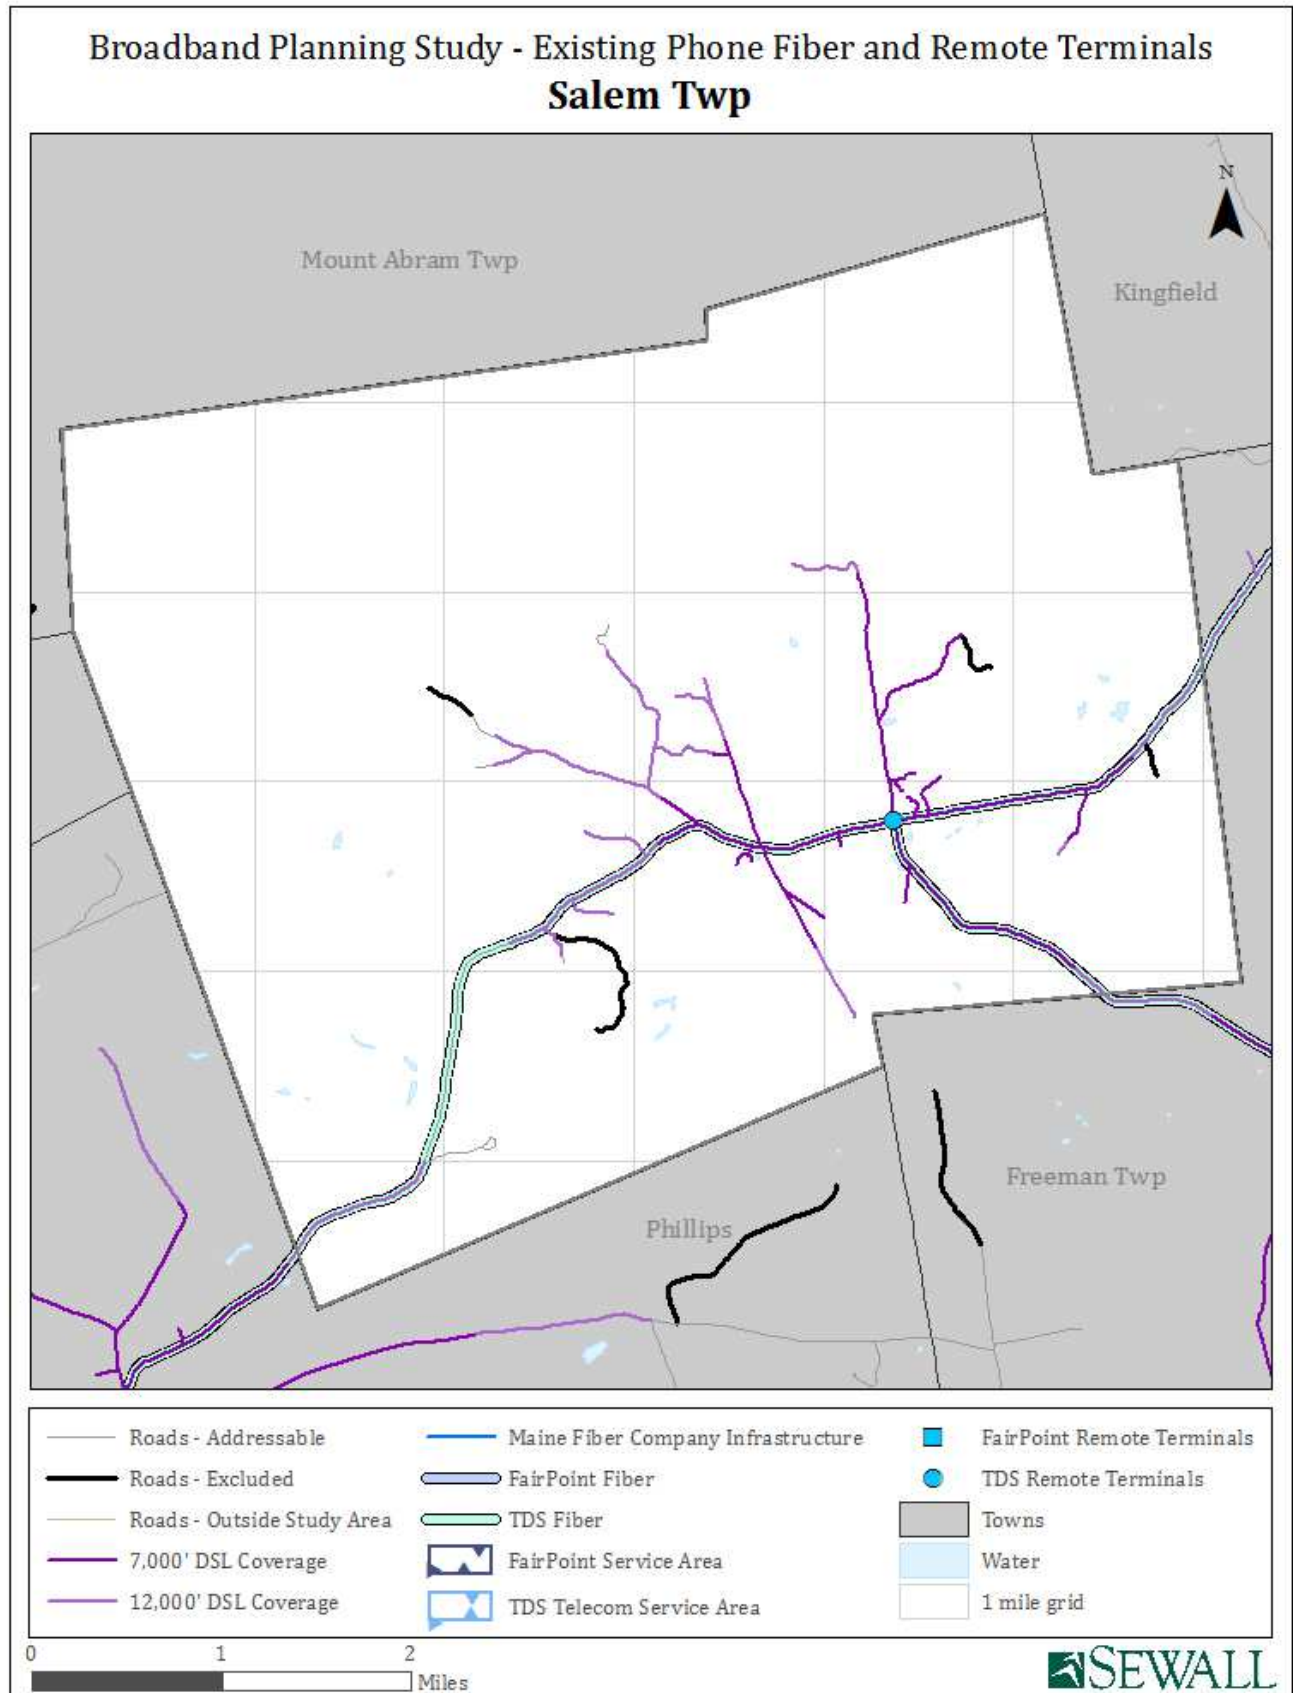 Broadband Planning Study - Existing Phone Fiber and Remote Terminals
Salem Twp
N
Mount Abram Twp
Kingfield
Freeman Twp
Phillips
Roads - Addressable
Roads - Excluded
Roads - Outside Study Area
7,000' DSL Coverage
12,000' DSL Coverage
Maine Fiber Company Infrastructure
FairPoint Fiber
TDS Fiber
FairPoint Service Area
TDS Telecom Service Area
FairPoint Remote Terminals
TDS Remote Terminals
Towns
Water
1 mile grid
0 1 2
Miles
SEWALL